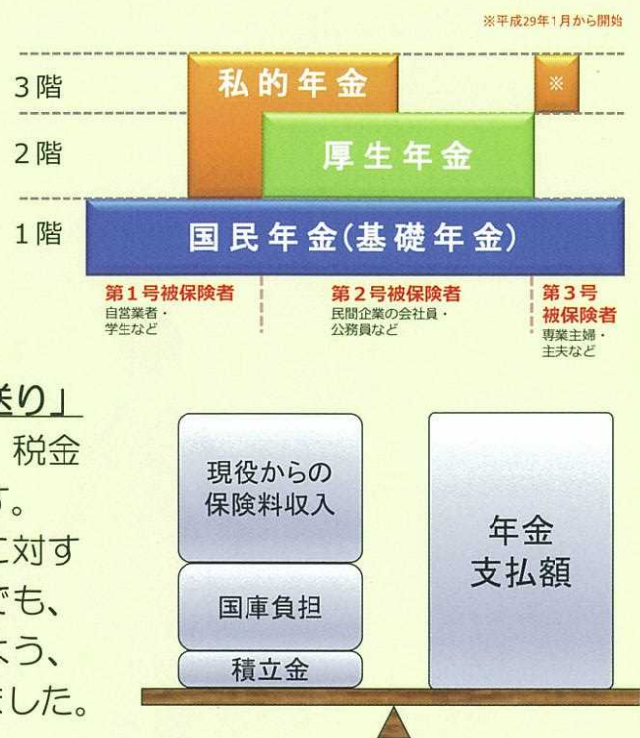 ※平成29年1月から開始
3階
私的年金
※
2階
厚生年金
1階
国民年金(基礎年金)
第1号被保険者
自営業者・
学生など
第2号被保険者
民間企業の会社員・
公務員など
第3号
被保険者
専業主婦・
主夫など
送り」
税金
す。
に対す
でも、
よう、
ました。
現役からの
保険料収入
国庫負担
積立金
年金
支払額